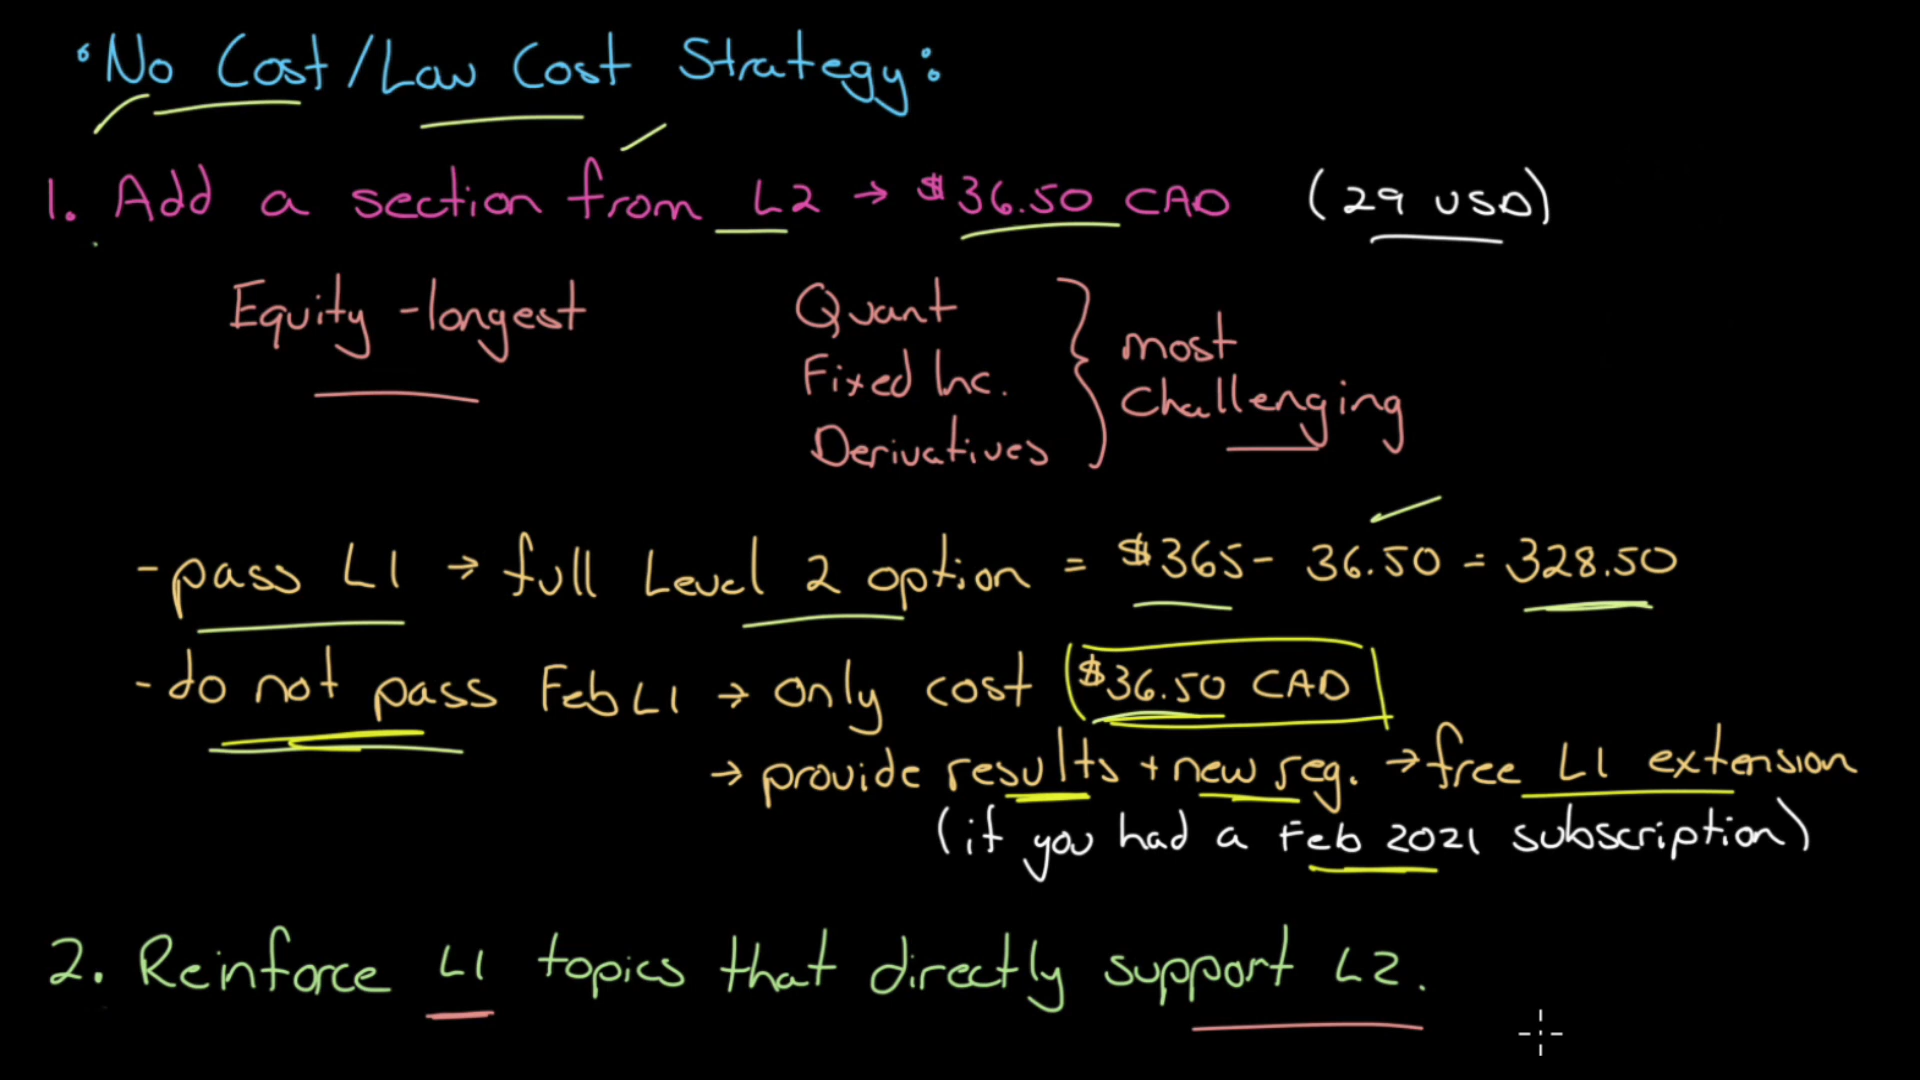 • No Cost/Low Cost Strategy:
1. Add a section from L2 → $36.50 CAD (29 USD)
Equity - longest
Quant
Fixed Inc.
Derivatives
most
Challenging
- pass L1 → full Level 2 option = $365 - 36.50 = 328.50
- do not pass Feb L1 → only cost $36.50 CAD
→ provide results + new reg. → free L1 extension
(if you had a Feb 2021 subscription)
2. Reinforce L1 topics that directly support L2.